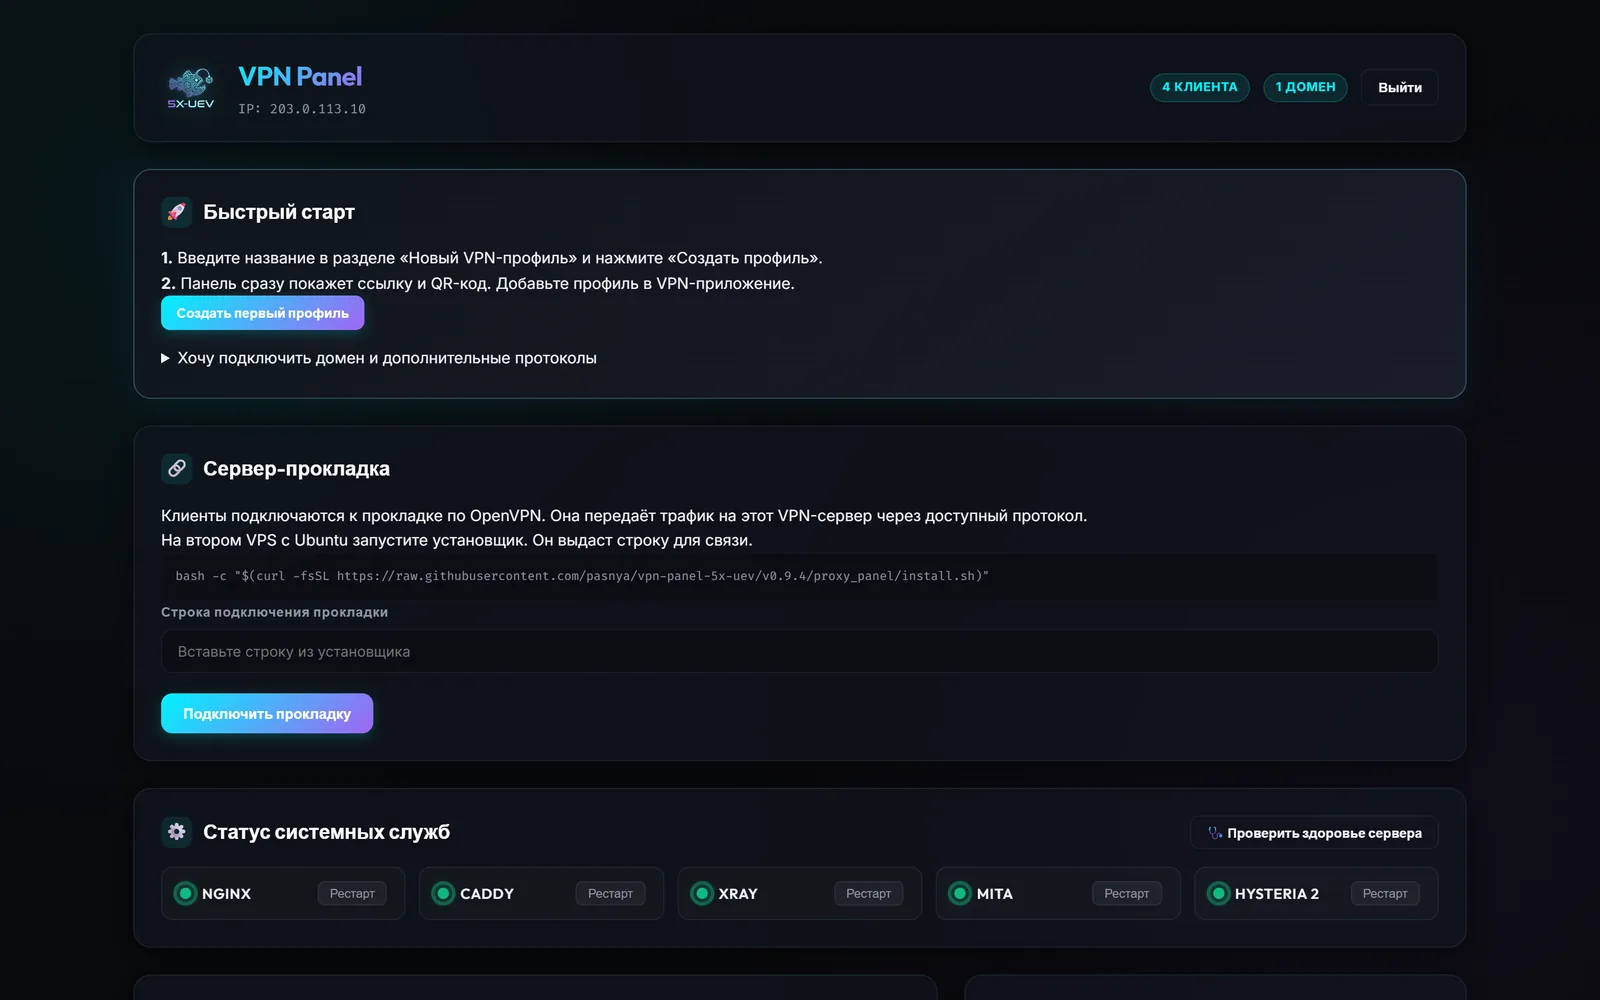 5X-UEV
VPN Panel
IP: 203.0.113.10
4 КЛИЕНТА
1 ДОМЕН
Выйти
Быстрый старт
1. Введите название в разделе «Новый VPN-профиль» и нажмите «Создать профиль».
2. Панель сразу покажет ссылку и QR-код. Добавьте профиль в VPN-приложение.
Создать первый профиль
Хочу подключить домен и дополнительные протоколы
Сервер-прокладка
Клиенты подключаются к прокладке по OpenVPN. Она передаёт трафик на этот VPN-сервер через доступный протокол.
На втором VPS с Ubuntu запустите установщик. Он выдаст строку для связи.
bash -c "$(curl -fsSL https://raw.githubusercontent.com/pasnya/vpn-panel-5x-uev/v0.9.4/proxy_panel/install.sh)"
Строка подключения прокладки
Вставьте строку из установщика
Подключить прокладку
Статус системных служб
Проверить здоровье сервера
NGINX
Рестарт
CADDY
Рестарт
XRAY
Рестарт
MITA
Рестарт
HYSTERIA 2
Рестарт